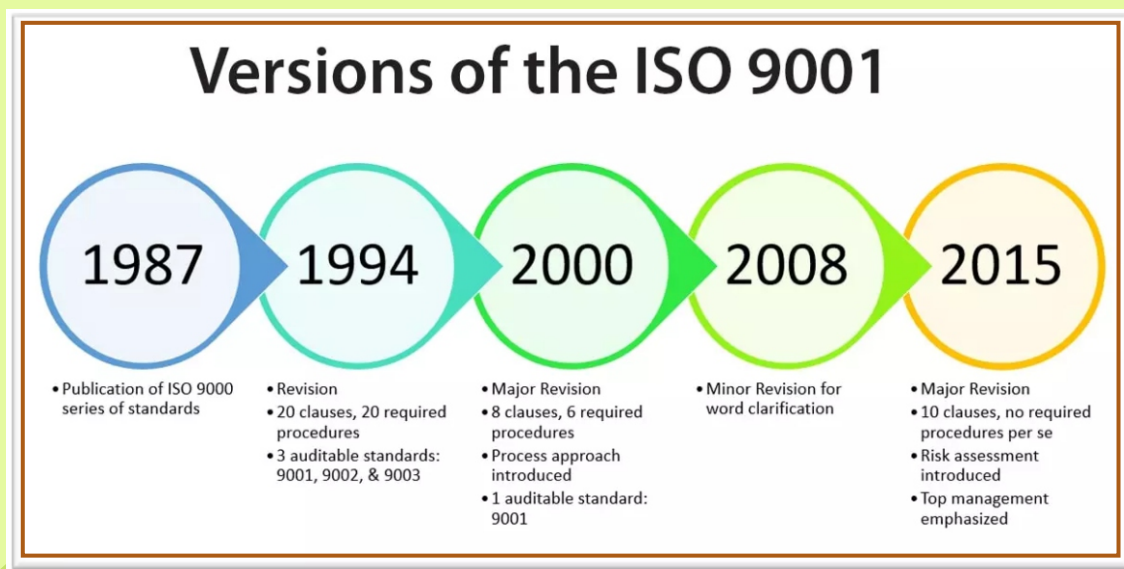 Versions of the ISO 9001
1987
• Publication of ISO 9000
series of standards
1994
• Revision
• 20 clauses, 20 required
procedures
• 3 auditable standards:
9001, 9002, & 9003
2000
• Major Revision
• 8 clauses, 6 required
procedures
• Process approach
introduced
• 1 auditable standard:
9001
2008
• Minor Revision for
word clarification
2015
• Major Revision
• 10 clauses, no required
procedures per se
• Risk assessment
introduced
• Top management
emphasized